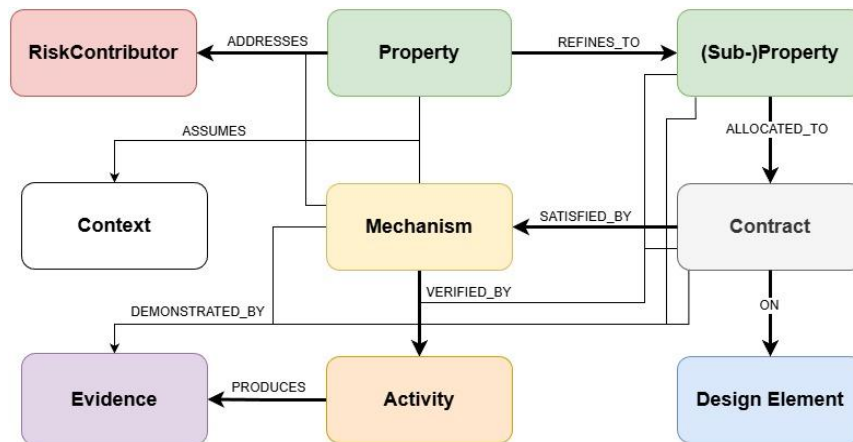 ADDRESSES
RiskContributor
Property
REFINES_TO
(Sub-)Property
ALLOCATED_TO
ASSUMES
Context
Mechanism
SATISFIED_BY
Contract
VERIFIED_BY
DEMONSTRATED_BY
ON
PRODUCES
Evidence
Activity
Design Element